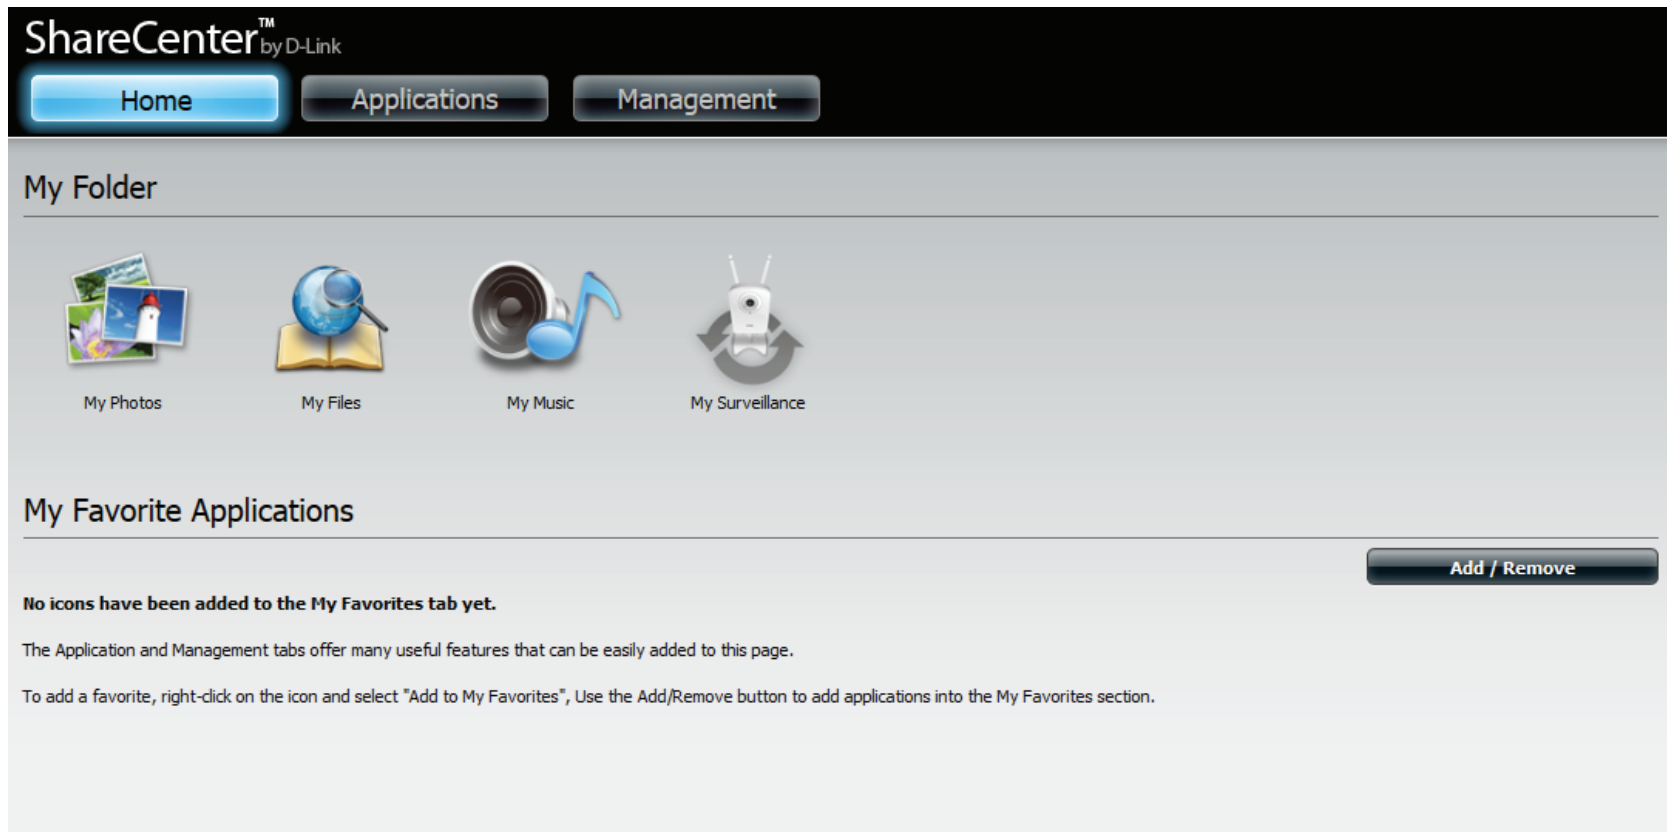 ShareCenter™ by D-Link
Home Applications Management
My Folder
My Photos My Files My Music My Surveillance
My Favorite Applications
Add / Remove
No icons have been added to the My Favorites tab yet.
The Application and Management tabs offer many useful features that can be easily added to this page.
To add a favorite, right-click on the icon and select "Add to My Favorites", Use the Add/Remove button to add applications into the My Favorites section.